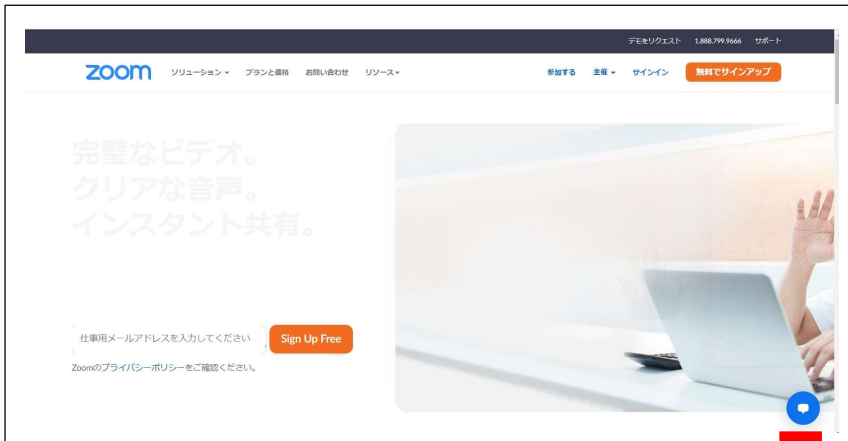 デモをリクエスト 1.888.799.9666 サポート
zoom ソリューション プランと価格 お問い合わせ リソース 参加する 主催 サインイン 無料でサインアップ
完璧なビデオ。
クリアな音声。
インスタント共有。
仕事用メールアドレスを入力してください Sign Up Free
Zoomのプライバシーポリシーをご確認ください。